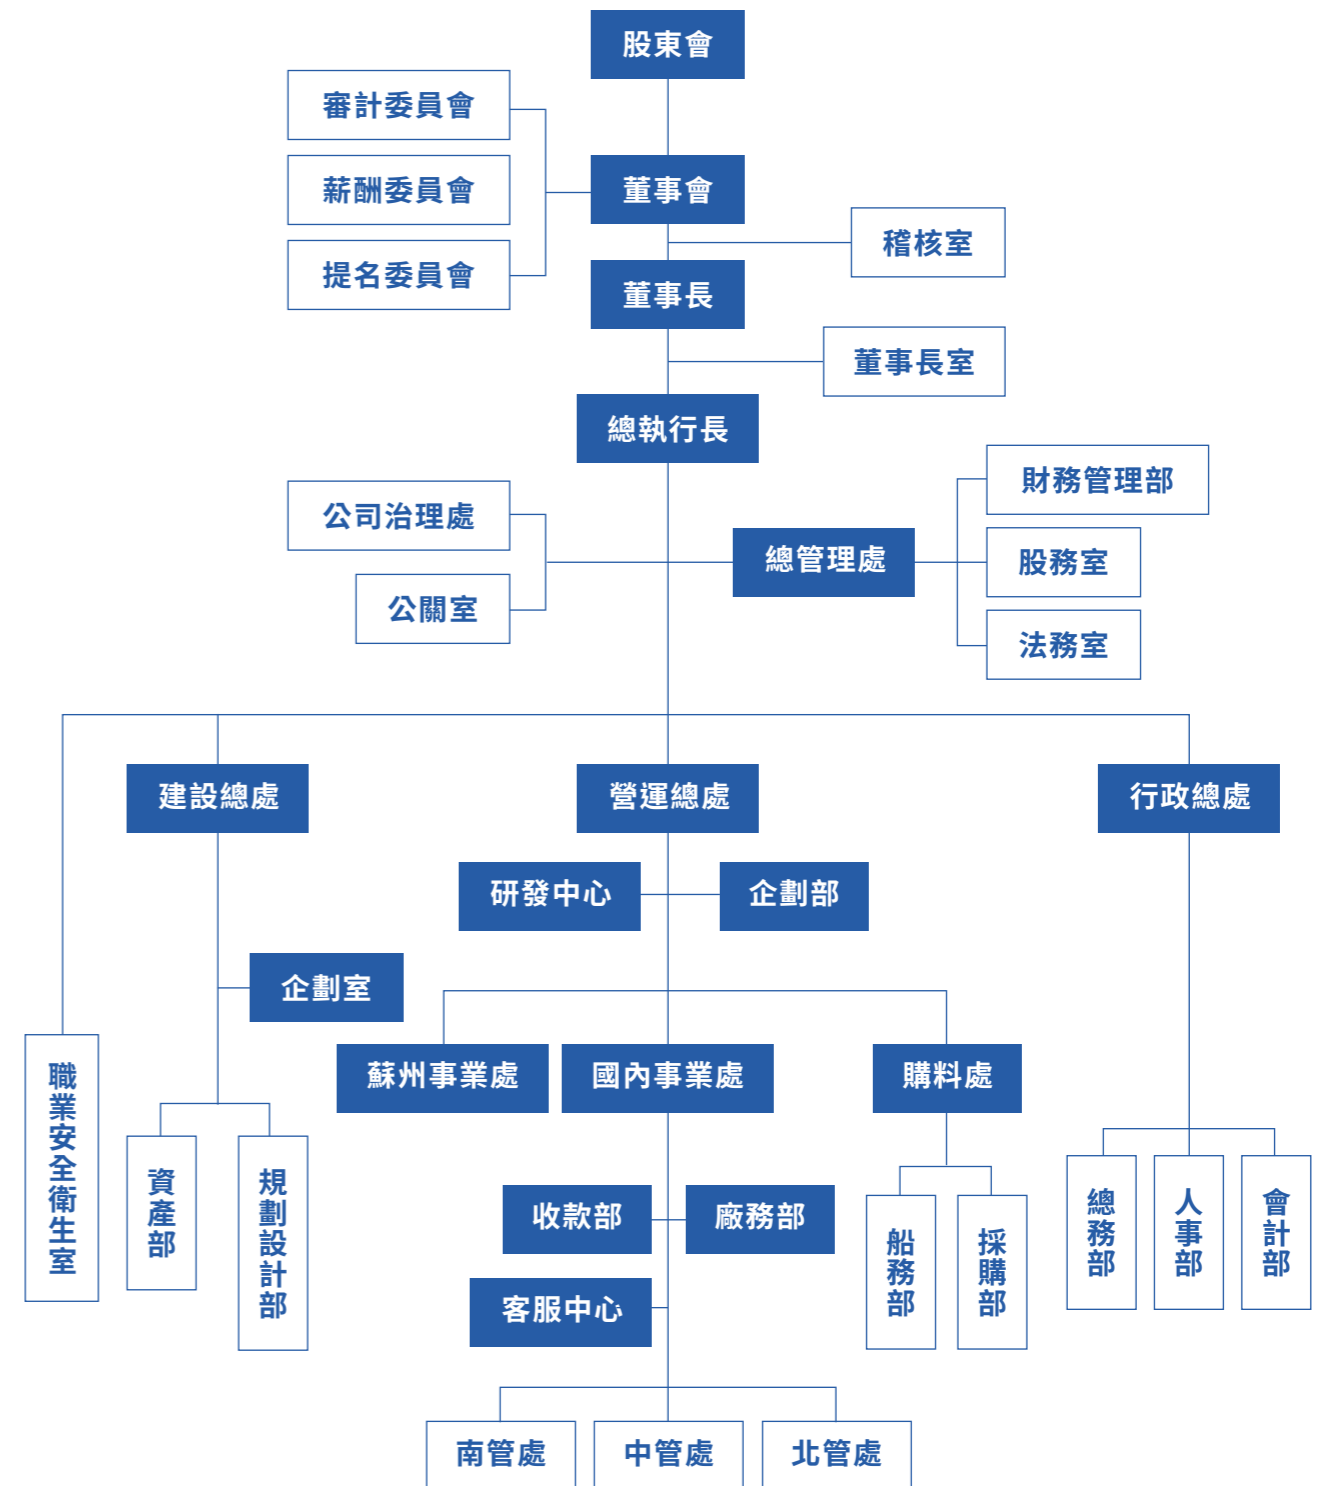 股東會
審計委員會
薪酬委員會
提名委員會
董事會
稽核室
董事長
董事長室
總執行長
公司治理處
公關室
總管理處
財務管理部
股務室
法務室
建設總處
營運總處
行政總處
研發中心
企劃部
企劃室
職業安全衛生室
資產部
規劃設計部
蘇州事業處
國內事業處
購料處
收款部
廠務部
客服中心
船務部
採購部
總務部
人事部
會計部
南管處
中管處
北管處